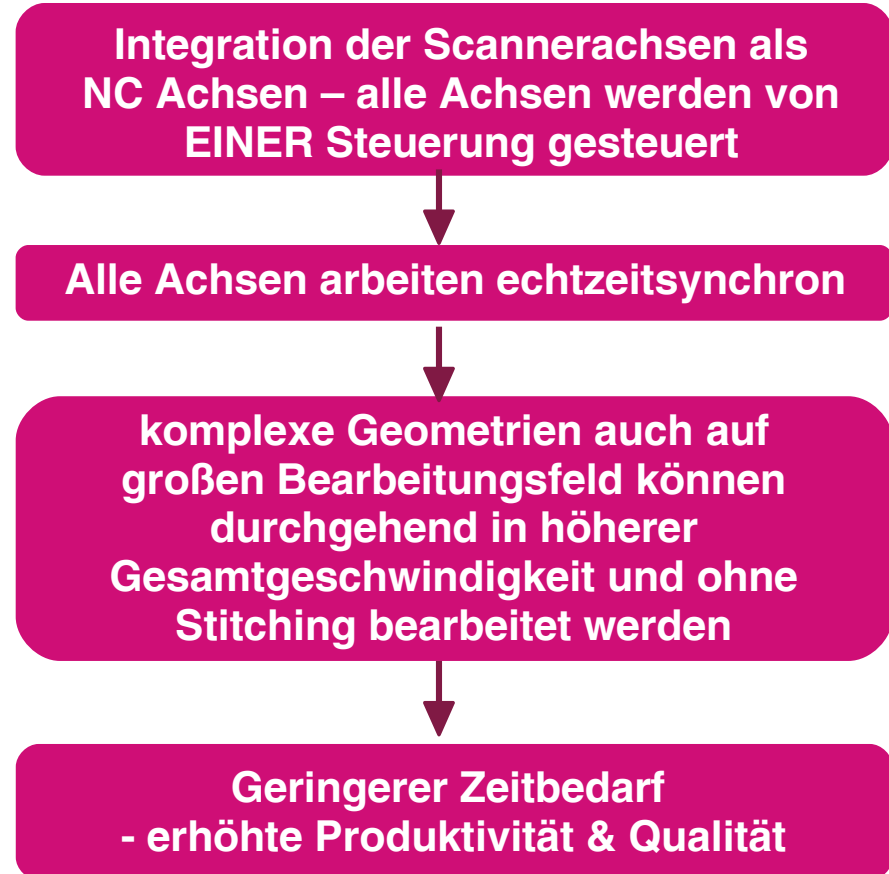 Integration der Scannerachsen als
NC Achsen – alle Achsen werden von
EINER Steuerung gesteuert
Alle Achsen arbeiten echtzeitsynchron
komplexe Geometrien auch auf
großen Bearbeitungsfeld können
durchgehend in höherer
Gesamtgeschwindigkeit und ohne
Stitching bearbeitet werden
Geringerer Zeitbedarf
- erhöhte Produktivität & Qualität